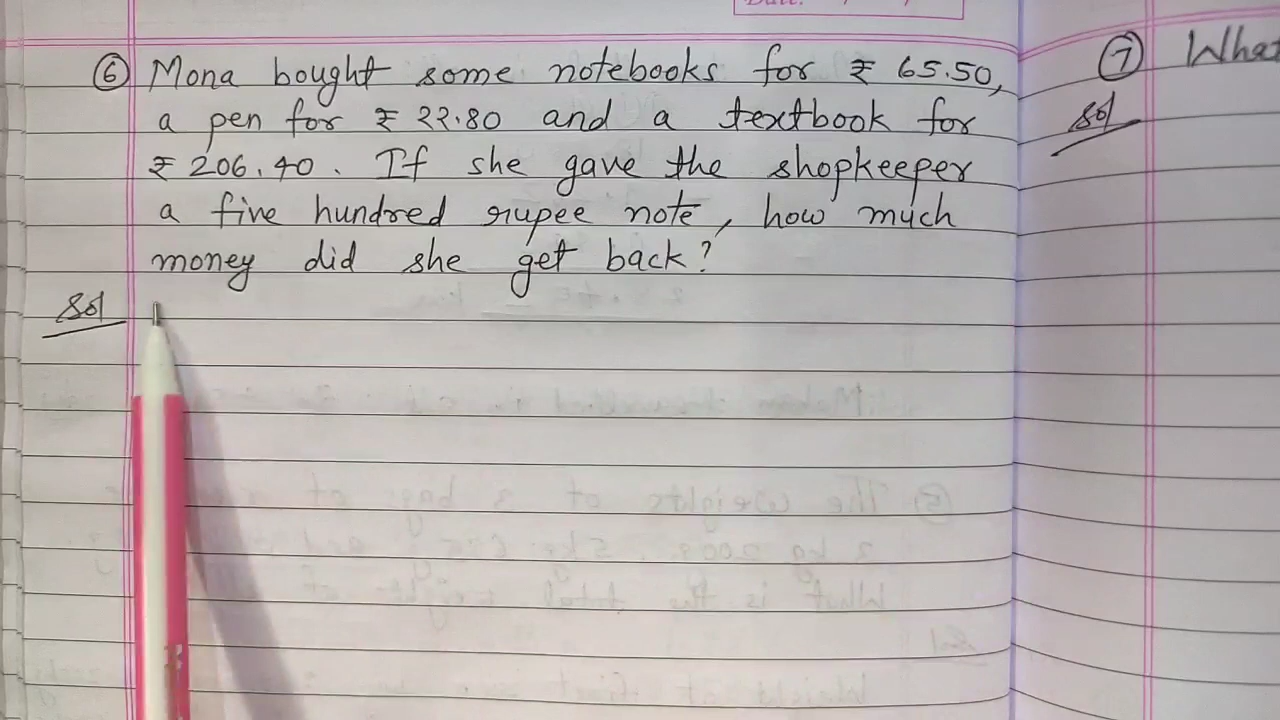 Date:
⑥ Mona bought some notebooks for ₹ 65.50,
a pen for ₹ 22.80 and a textbook for
₹ 206.40. If she gave the shopkeeper
a five hundred rupee note, how much
money did she get back?
Sol
⑦ What
Sol